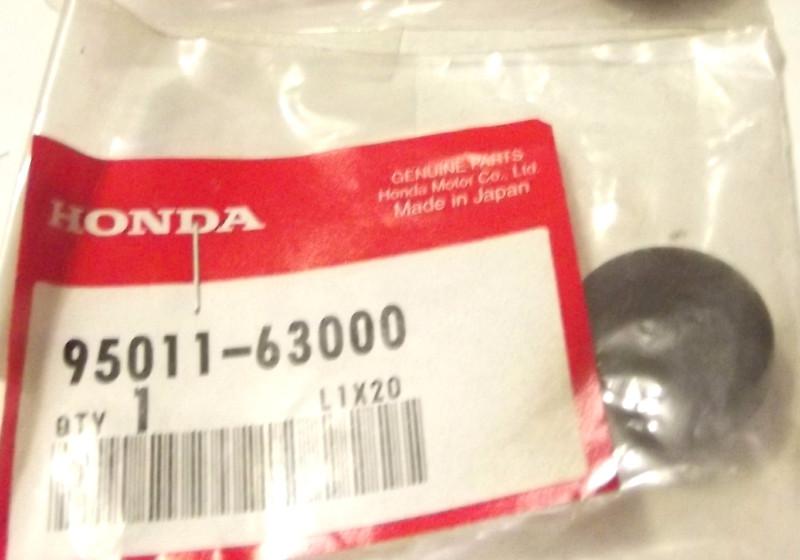 HONDA
GENUINE PARTS
Honda Motor Co., Ltd.
Made in Japan
95011-63000
QTY 1 L1X20